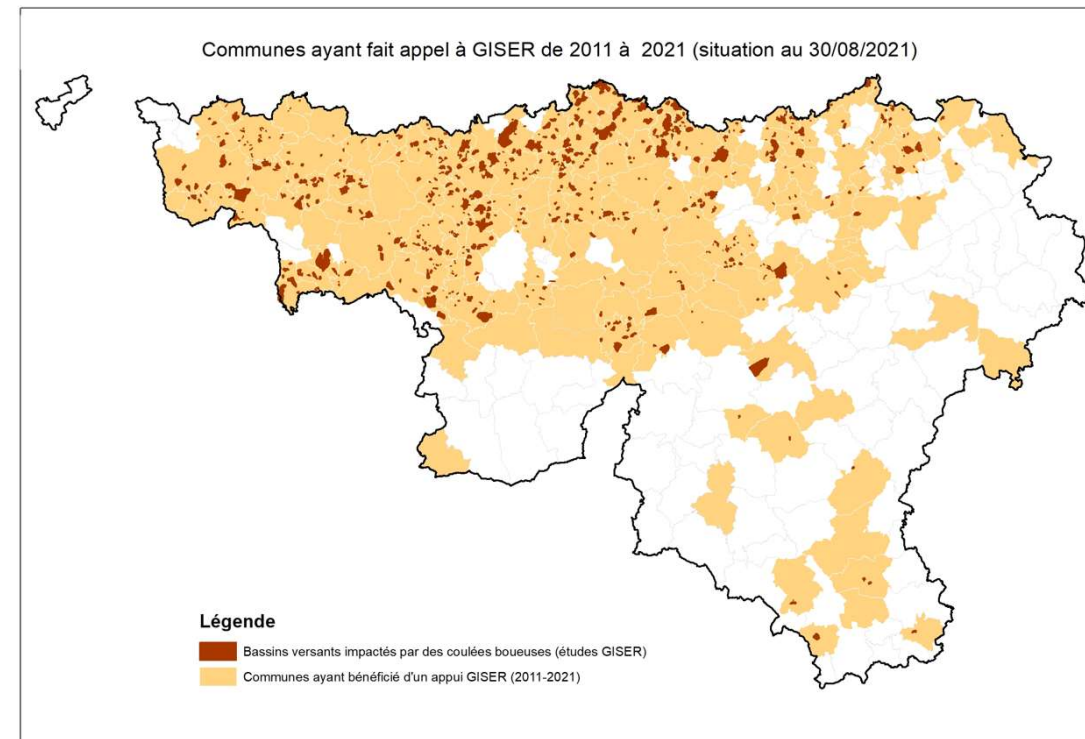 Communes ayant fait appel à GISER de 2011 à 2021 (situation au 30/08/2021)
Légende
Bassins versants impactés par des coulées boueuses (études GISER)
Communes ayant bénéficié d'un appui GISER (2011-2021)